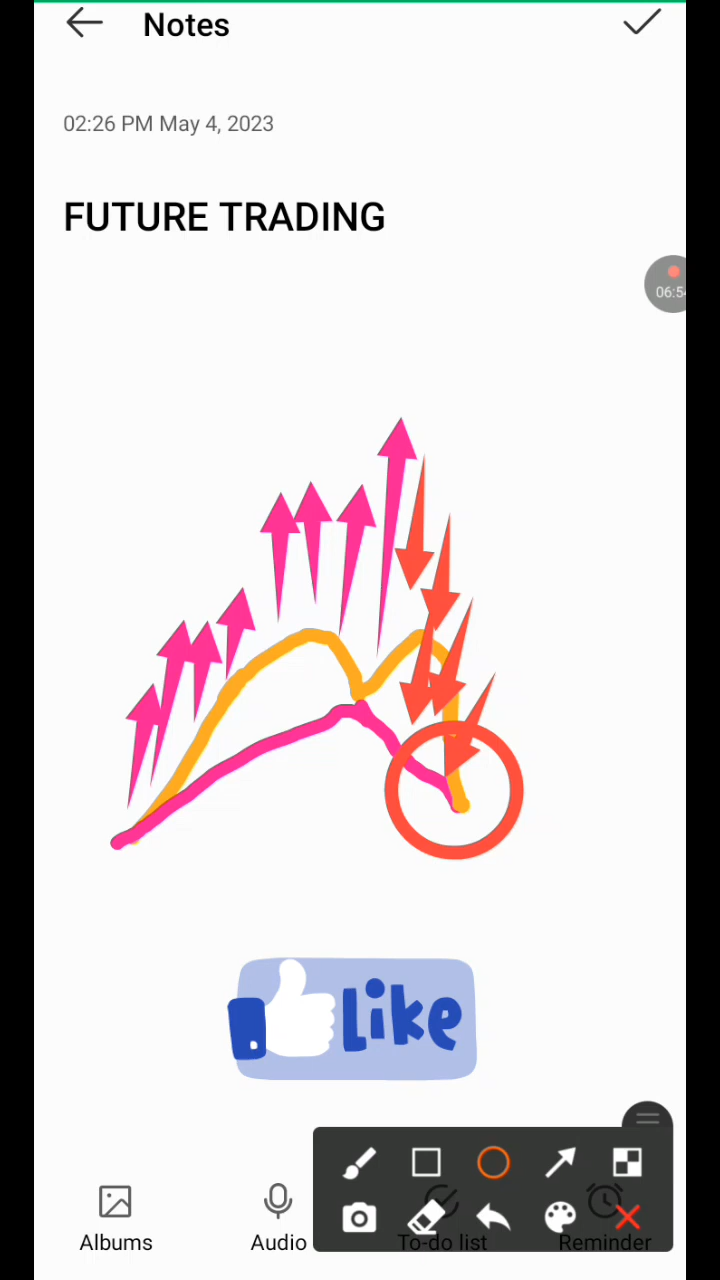 Notes
02:26 PM May 4, 2023
FUTURE TRADING
06:54
like
Albums
Audio
To-do list
Reminder